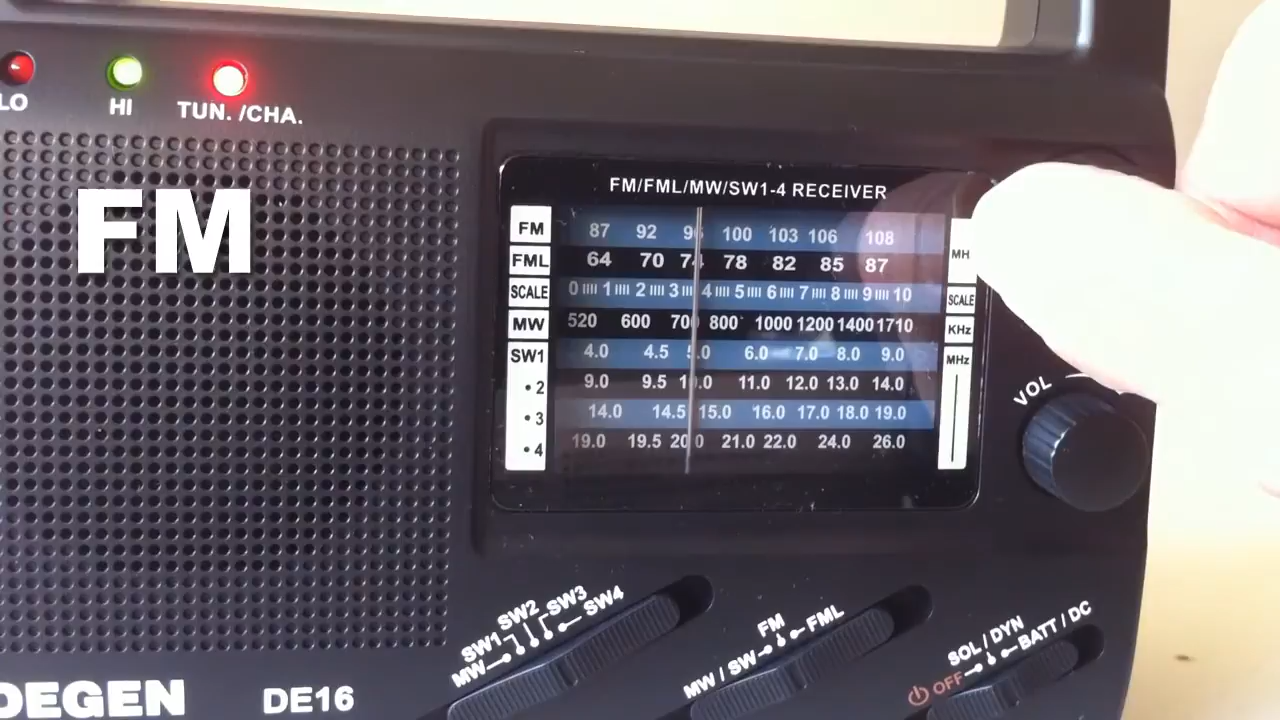 LO HI TUN. /CHA.
FM
FM/FML/MW/SW1-4 RECEIVER
FM 87 92 96 100 103 106 108 MH
FML 64 70 74 78 82 85 87
SCALE 0 1 2 3 4 5 6 7 8 9 10 SCALE
MW 520 600 700 800 1000 1200 1400 1710 KHz
SW1 4.0 4.5 5.0 6.0 7.0 8.0 9.0 MHz
•2 9.0 9.5 10.0 11.0 12.0 13.0 14.0
•3 14.0 14.5 15.0 16.0 17.0 18.0 19.0
•4 19.0 19.5 20.0 21.0 22.0 24.0 26.0
VOL
MW SW1 SW2 SW3 SW4
MW / SW FM FML
OFF SOL / DYN BATT / DC
DEGEN DE16